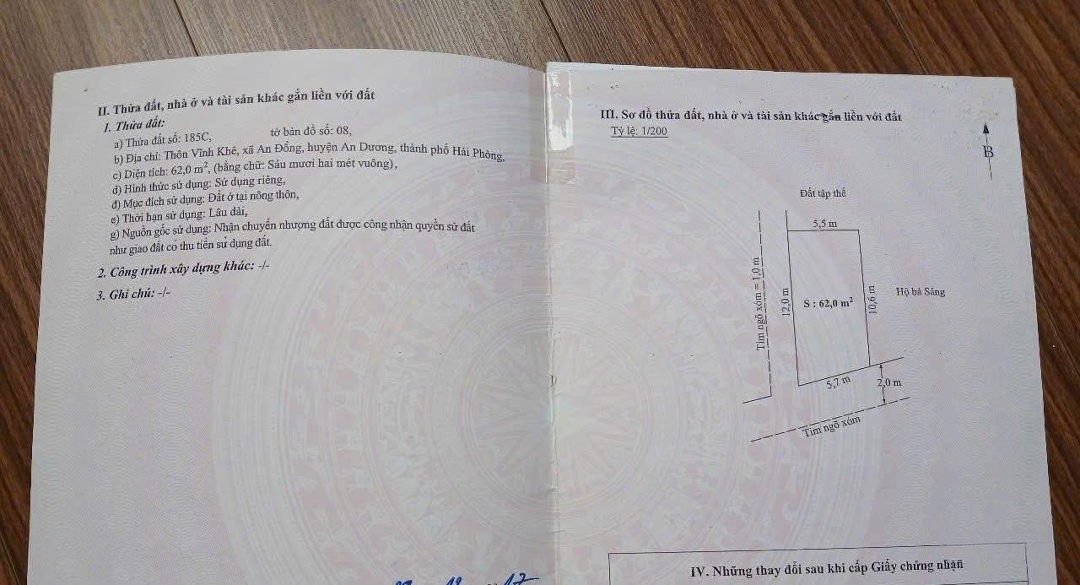 II. Thửa đất, nhà ở và tài sản khác gắn liền với đất
1. Thửa đất:
a) Thửa đất số: 185C, tờ bản đồ số: 08,
b) Địa chỉ: Thôn Vĩnh Khê, xã An Đồng, huyện An Dương, thành phố Hải Phòng,
c) Diện tích: 62,0 m², (bằng chữ: Sáu mươi hai mét vuông),
d) Hình thức sử dụng: Sử dụng riêng,
đ) Mục đích sử dụng: Đất ở tại nông thôn,
e) Thời hạn sử dụng: Lâu dài,
g) Nguồn gốc sử dụng: Nhận chuyển nhượng đất được công nhận quyền sử đất
như giao đất có thu tiền sử dụng đất.
2. Công trình xây dựng khác: -/-
3. Ghi chú: -/-
III. Sơ đồ thửa đất, nhà ở và tài sản khác gắn liền với đất
Tỷ lệ: 1/200
B
Đất tập thể
5,5 m
Tim ngõ xóm = 1,0 m
12,0 m
S : 62,0 m²
10,6 m
Hộ bà Sáng
5,7 m
2,0 m
Tim ngõ xóm
IV. Những thay đổi sau khi cấp Giấy chứng nhận